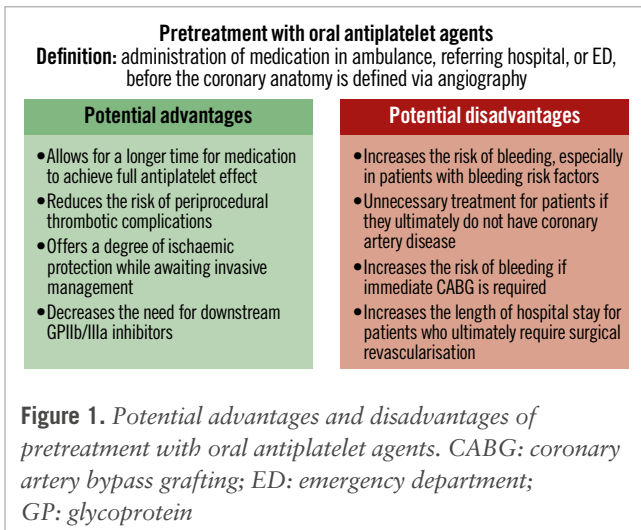 Pretreatment with oral antiplatelet agents
Definition: administration of medication in ambulance, referring hospital, or ED,
before the coronary anatomy is defined via angiography
Potential advantages
•Allows for a longer time for medication
to achieve full antiplatelet effect
•Reduces the risk of periprocedural
thrombotic complications
•Offers a degree of ischaemic
protection while awaiting invasive
management
•Decreases the need for downstream
GPIIb/IIIa inhibitors
Potential disadvantages
•Increases the risk of bleeding, especially
in patients with bleeding risk factors
•Unnecessary treatment for patients if
they ultimately do not have coronary
artery disease
•Increases the risk of bleeding if
immediate CABG is required
•Increases the length of hospital stay for
patients who ultimately require surgical
revascularisation
Figure 1. Potential advantages and disadvantages of
pretreatment with oral antiplatelet agents. CABG: coronary
artery bypass grafting; ED: emergency department;
GP: glycoprotein